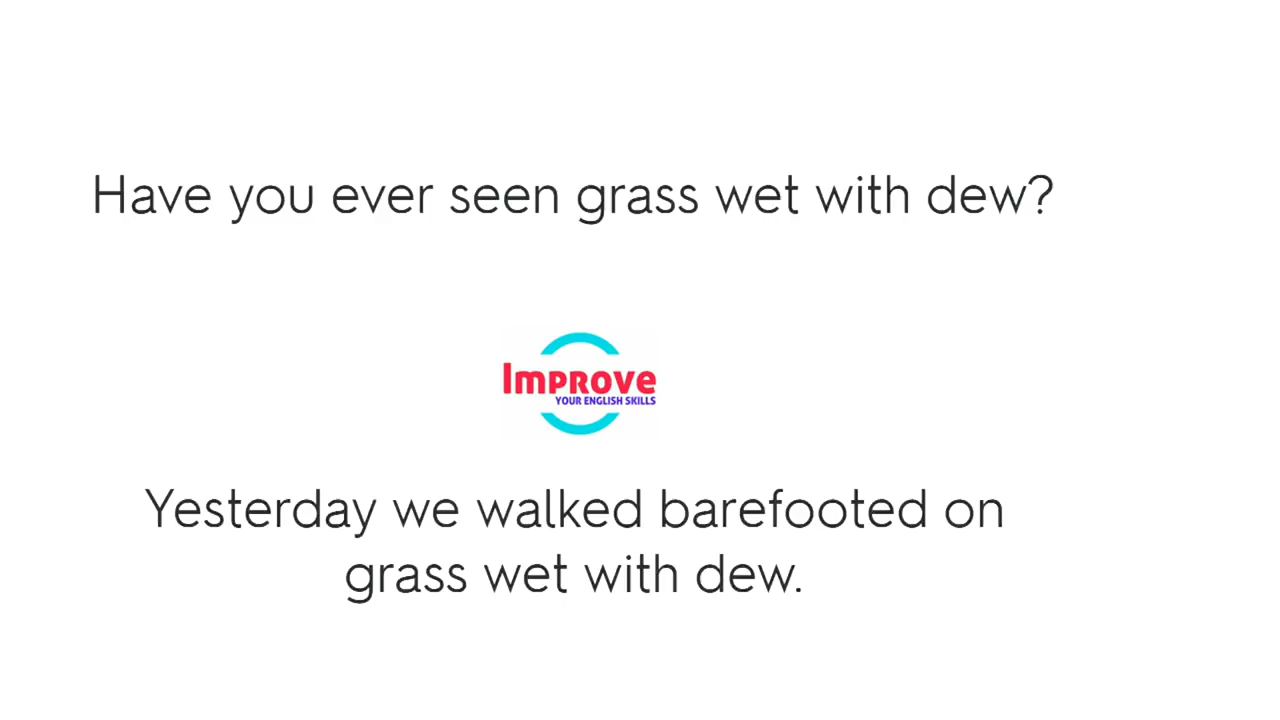 Have you ever seen grass wet with dew?
Improve
YOUR ENGLISH SKILLS
Yesterday we walked barefooted on
grass wet with dew.